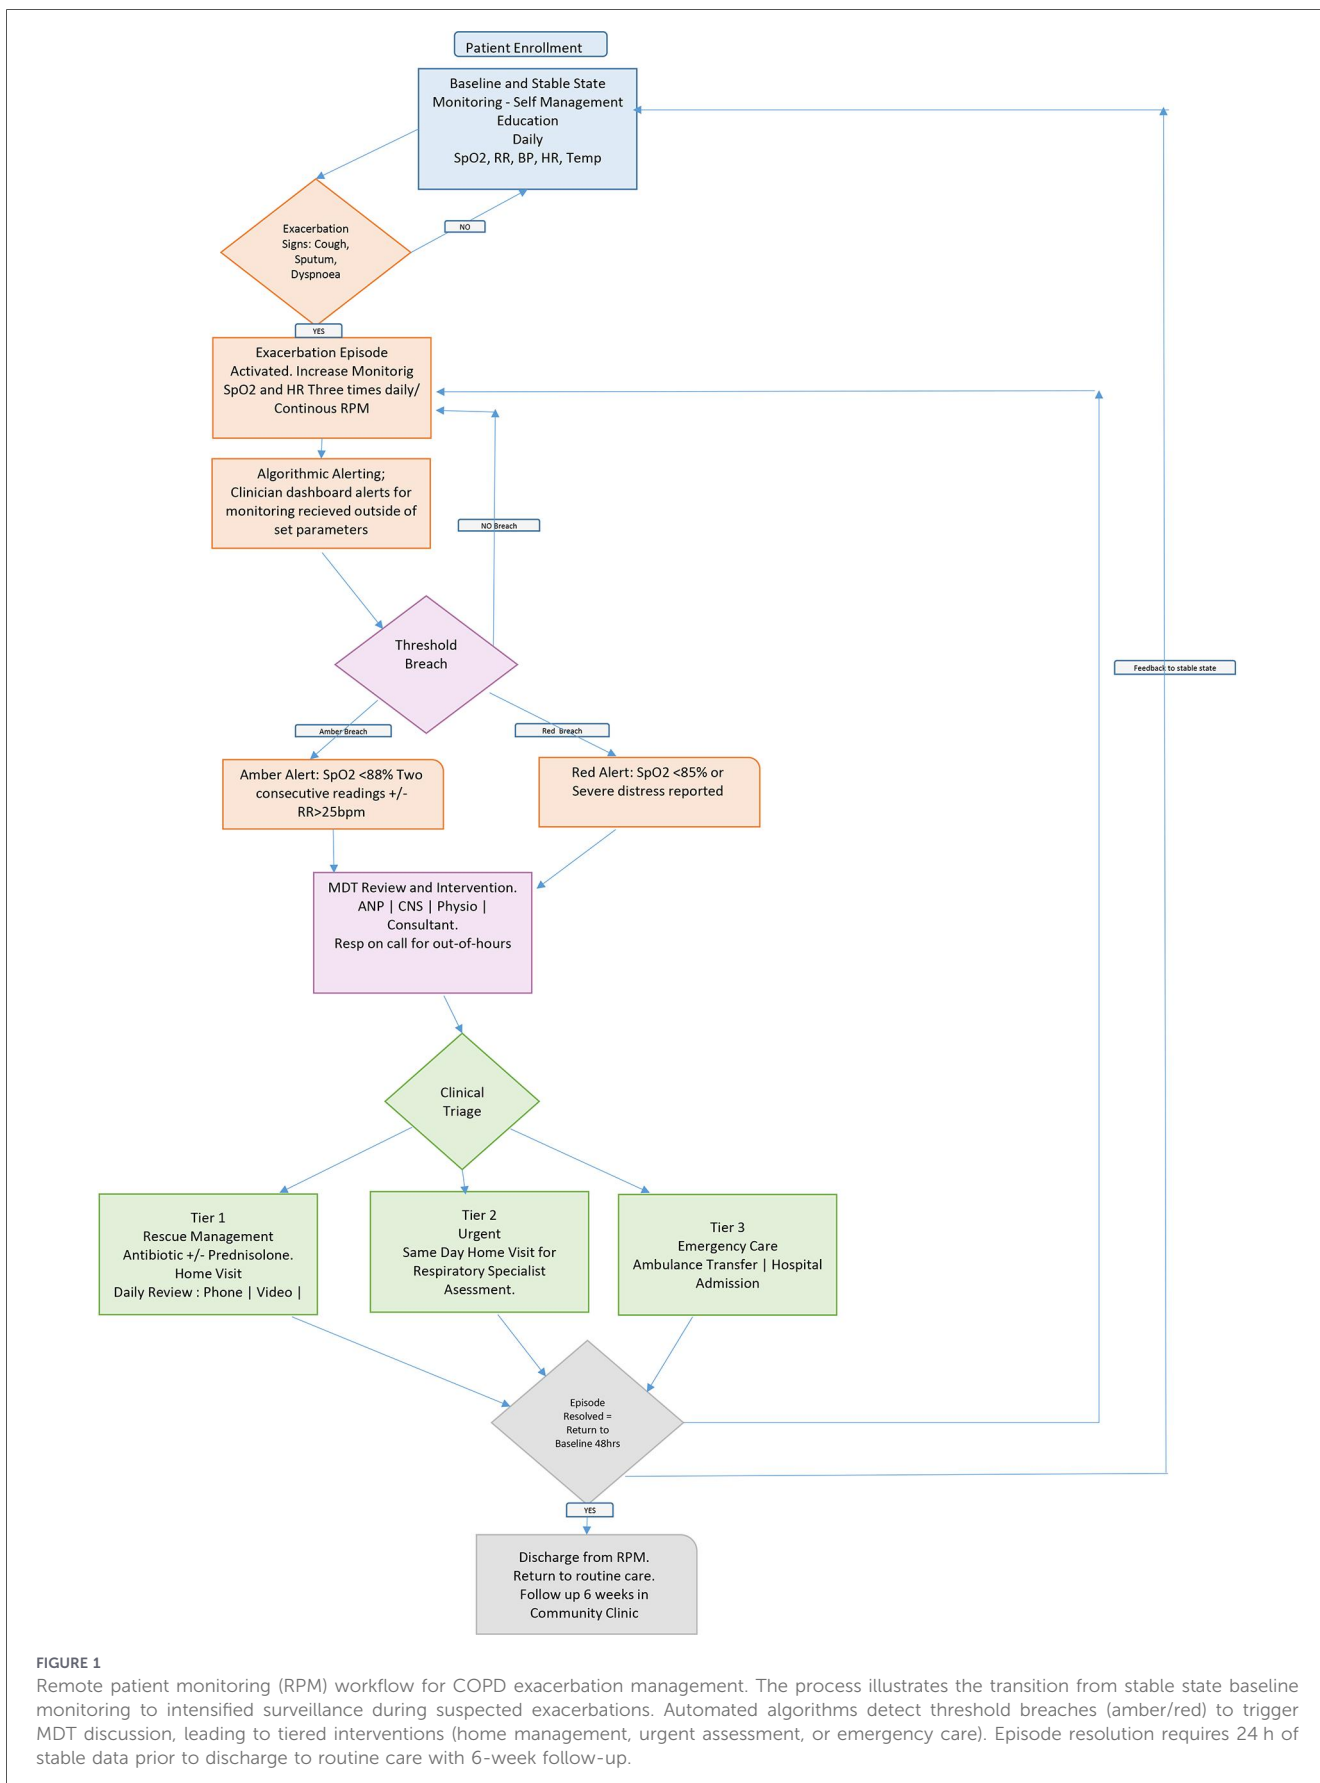 Patient Enrollment
Baseline and Stable State
Monitoring - Self Management
Education
Daily
SpO2, RR, BP, HR, Temp
Exacerbation
Signs: Cough,
Sputum,
Dyspnoea
NO
YES
Exacerbation Episode
Activated. Increase Monitorig
SpO2 and HR Three times daily/
Continous RPM
Algorithmic Alerting;
Clinician dashboard alerts for
monitoring recieved outside of
set parameters
NO Breach
Threshold
Breach
Feedback to stable state
Amber Breach
Red Breach
Amber Alert: SpO2 <88% Two
consecutive readings +/-
RR>25bpm
Red Alert: SpO2 <85% or
Severe distress reported
MDT Review and Intervention.
ANP | CNS | Physio |
Consultant.
Resp on call for out-of-hours
Clinical
Triage
Tier 1
Rescue Management
Antibiotic +/- Prednisolone.
Home Visit
Daily Review : Phone | Video |
Tier 2
Urgent
Same Day Home Visit for
Respiratory Specialist
Asessment.
Tier 3
Emergency Care
Ambulance Transfer | Hospital
Admission
Episode
Resolved =
Return to
Baseline 48hrs
YES
Discharge from RPM.
Return to routine care.
Follow up 6 weeks in
Community Clinic
FIGURE 1
Remote patient monitoring (RPM) workflow for COPD exacerbation management. The process illustrates the transition from stable state baseline
monitoring to intensified surveillance during suspected exacerbations. Automated algorithms detect threshold breaches (amber/red) to trigger
MDT discussion, leading to tiered interventions (home management, urgent assessment, or emergency care). Episode resolution requires 24 h of
stable data prior to discharge to routine care with 6-week follow-up.